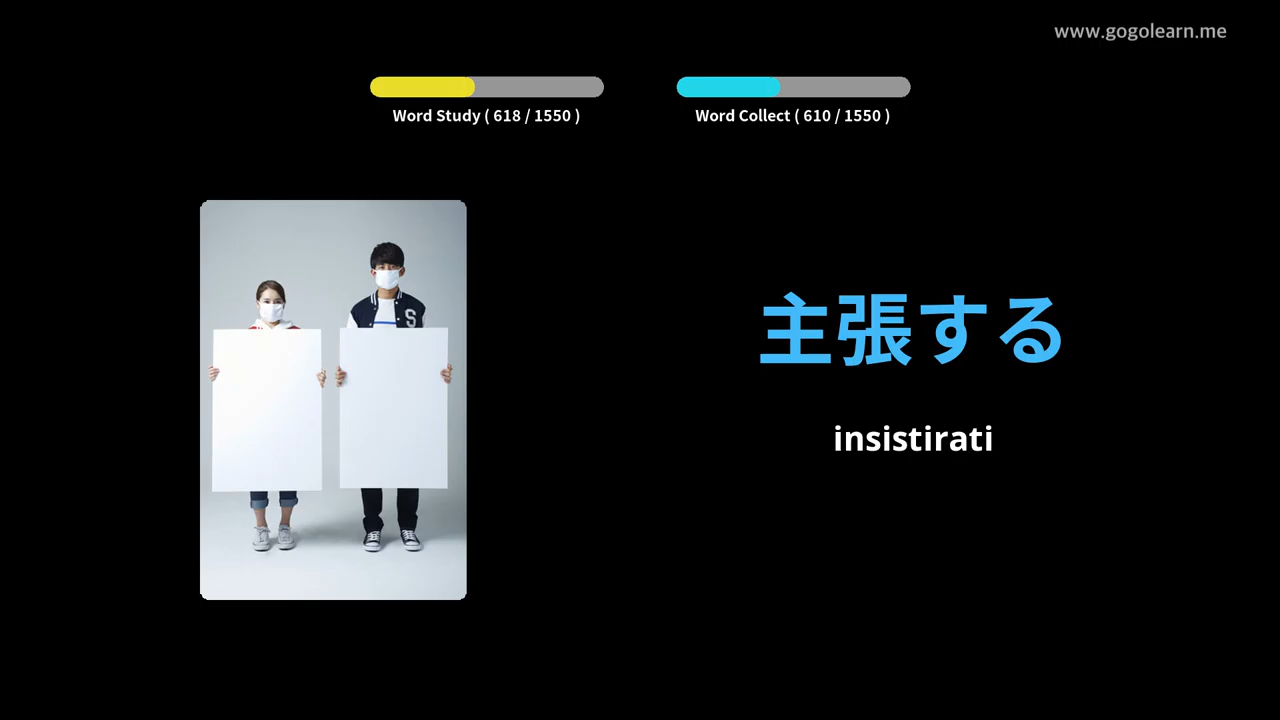 www.gogolearn.me
Word Study ( 618 / 1550 )
Word Collect ( 610 / 1550 )
S
主張する
insistirati